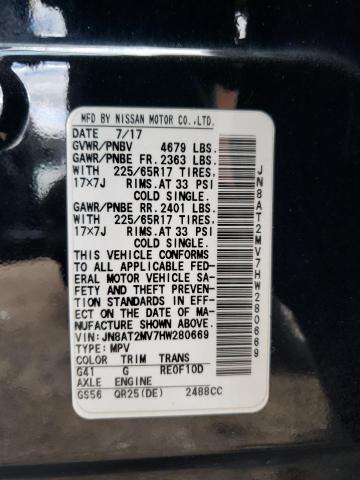 MFD BY NISSAN MOTOR CO.,LTD.
DATE 7/17
GVWR/PNBV 4679 LBS.
GAWR/PNBE FR. 2363 LBS.
WITH 225/65R17 TIRES,
17×7J RIMS.AT 33 PSI
COLD SINGLE.
GAWR/PNBE RR. 2401 LBS.
WITH 225/65R17 TIRES,
17×7J RIMS.AT 33 PSI
COLD SINGLE.
THIS VEHICLE CONFORMS
TO ALL APPLICABLE FED-
ERAL MOTOR VEHICLE SA-
FETY AND THEFT PREVEN-
TION STANDARDS IN EFF-
ECT ON THE DATE OF MA-
NUFACTURE SHOWN ABOVE.
VIN:JN8AT2MV7HW280669
TYPE: MPV
COLOR TRIM TRANS
G41 G RE0F10D
AXLE ENGINE
GS56 QR25(DE) 2488CC
JN8AT2MV7HW280669